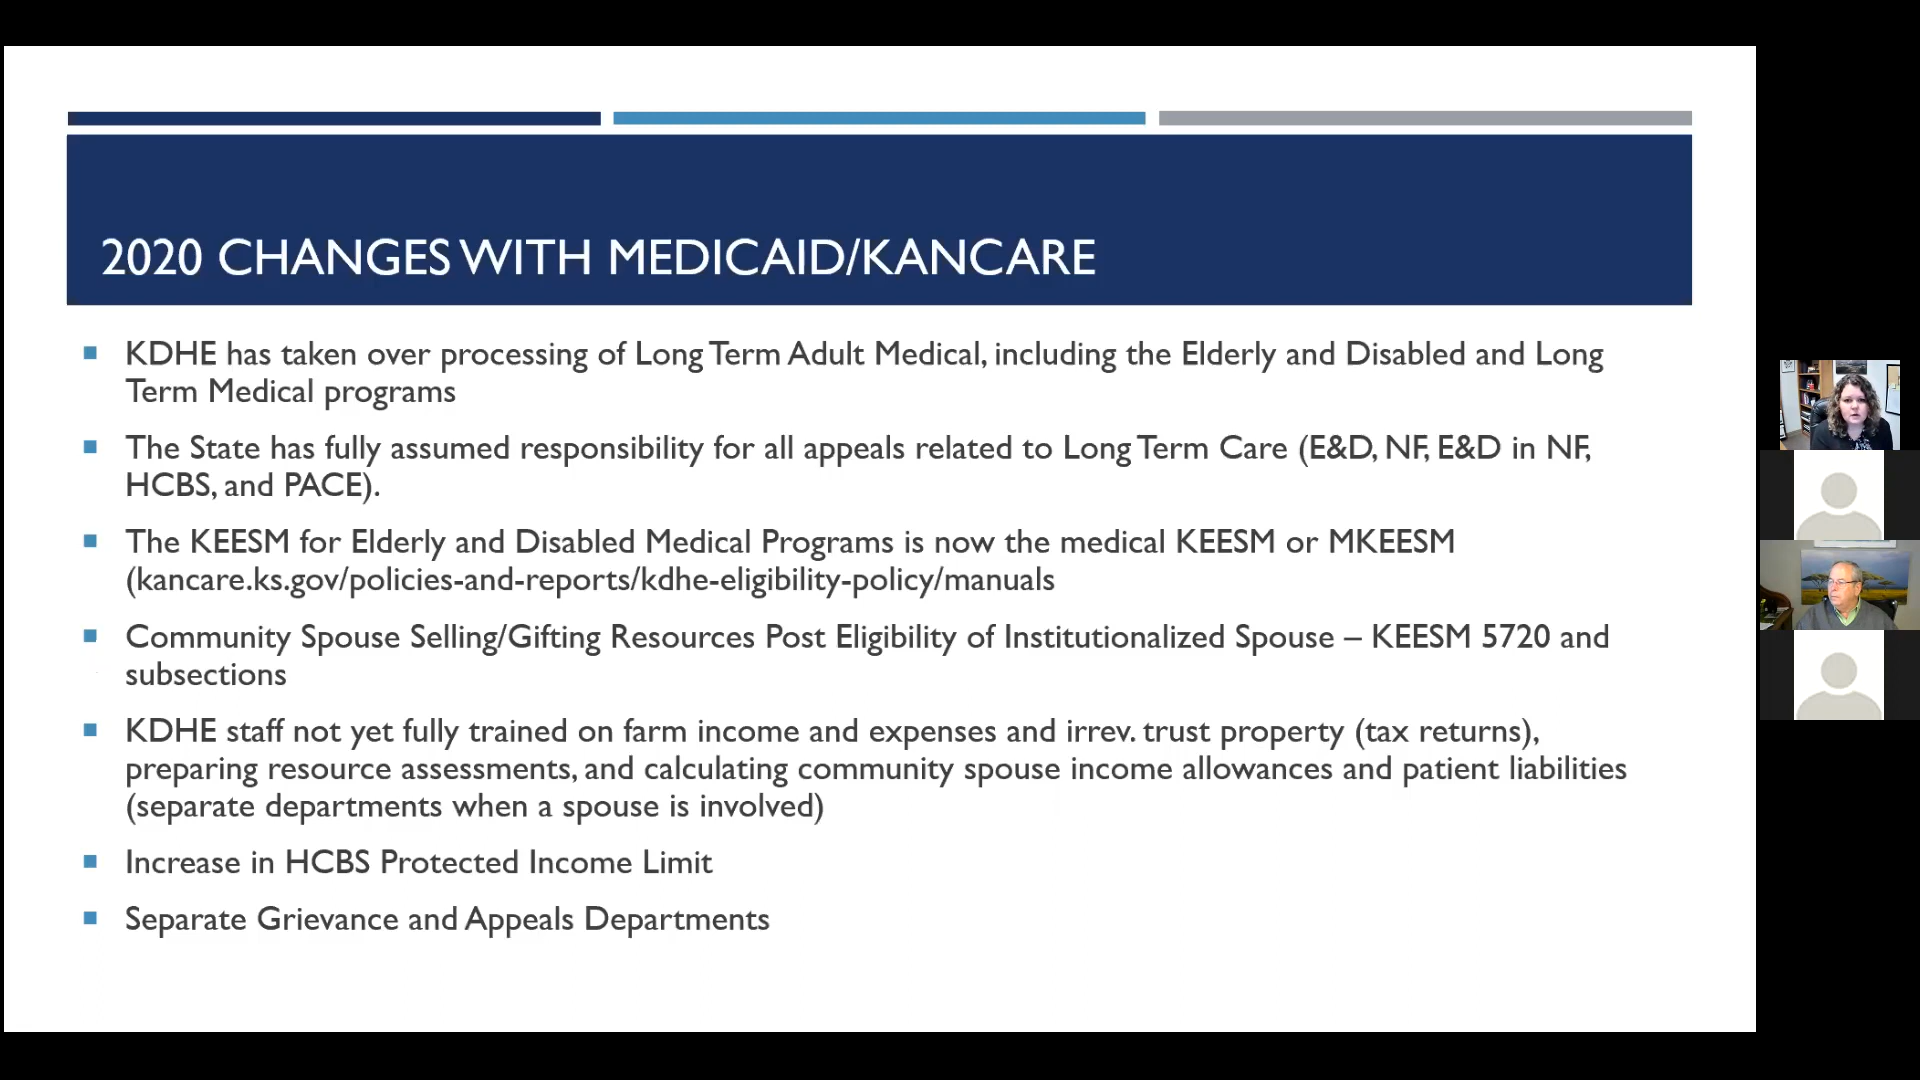 2020 CHANGES WITH MEDICAID/KANCARE
KDHE has taken over processing of Long Term Adult Medical, including the Elderly and Disabled and Long
Term Medical programs
The State has fully assumed responsibility for all appeals related to Long Term Care (E&D, NF, E&D in NF,
HCBS, and PACE).
The KEESM for Elderly and Disabled Medical Programs is now the medical KEESM or MKEESM
(kancare.ks.gov/policies-and-reports/kdhe-eligibility-policy/manuals
Community Spouse Selling/Gifting Resources Post Eligibility of Institutionalized Spouse – KEESM 5720 and
subsections
KDHE staff not yet fully trained on farm income and expenses and irrev. trust property (tax returns),
preparing resource assessments, and calculating community spouse income allowances and patient liabilities
(separate departments when a spouse is involved)
Increase in HCBS Protected Income Limit
Separate Grievance and Appeals Departments